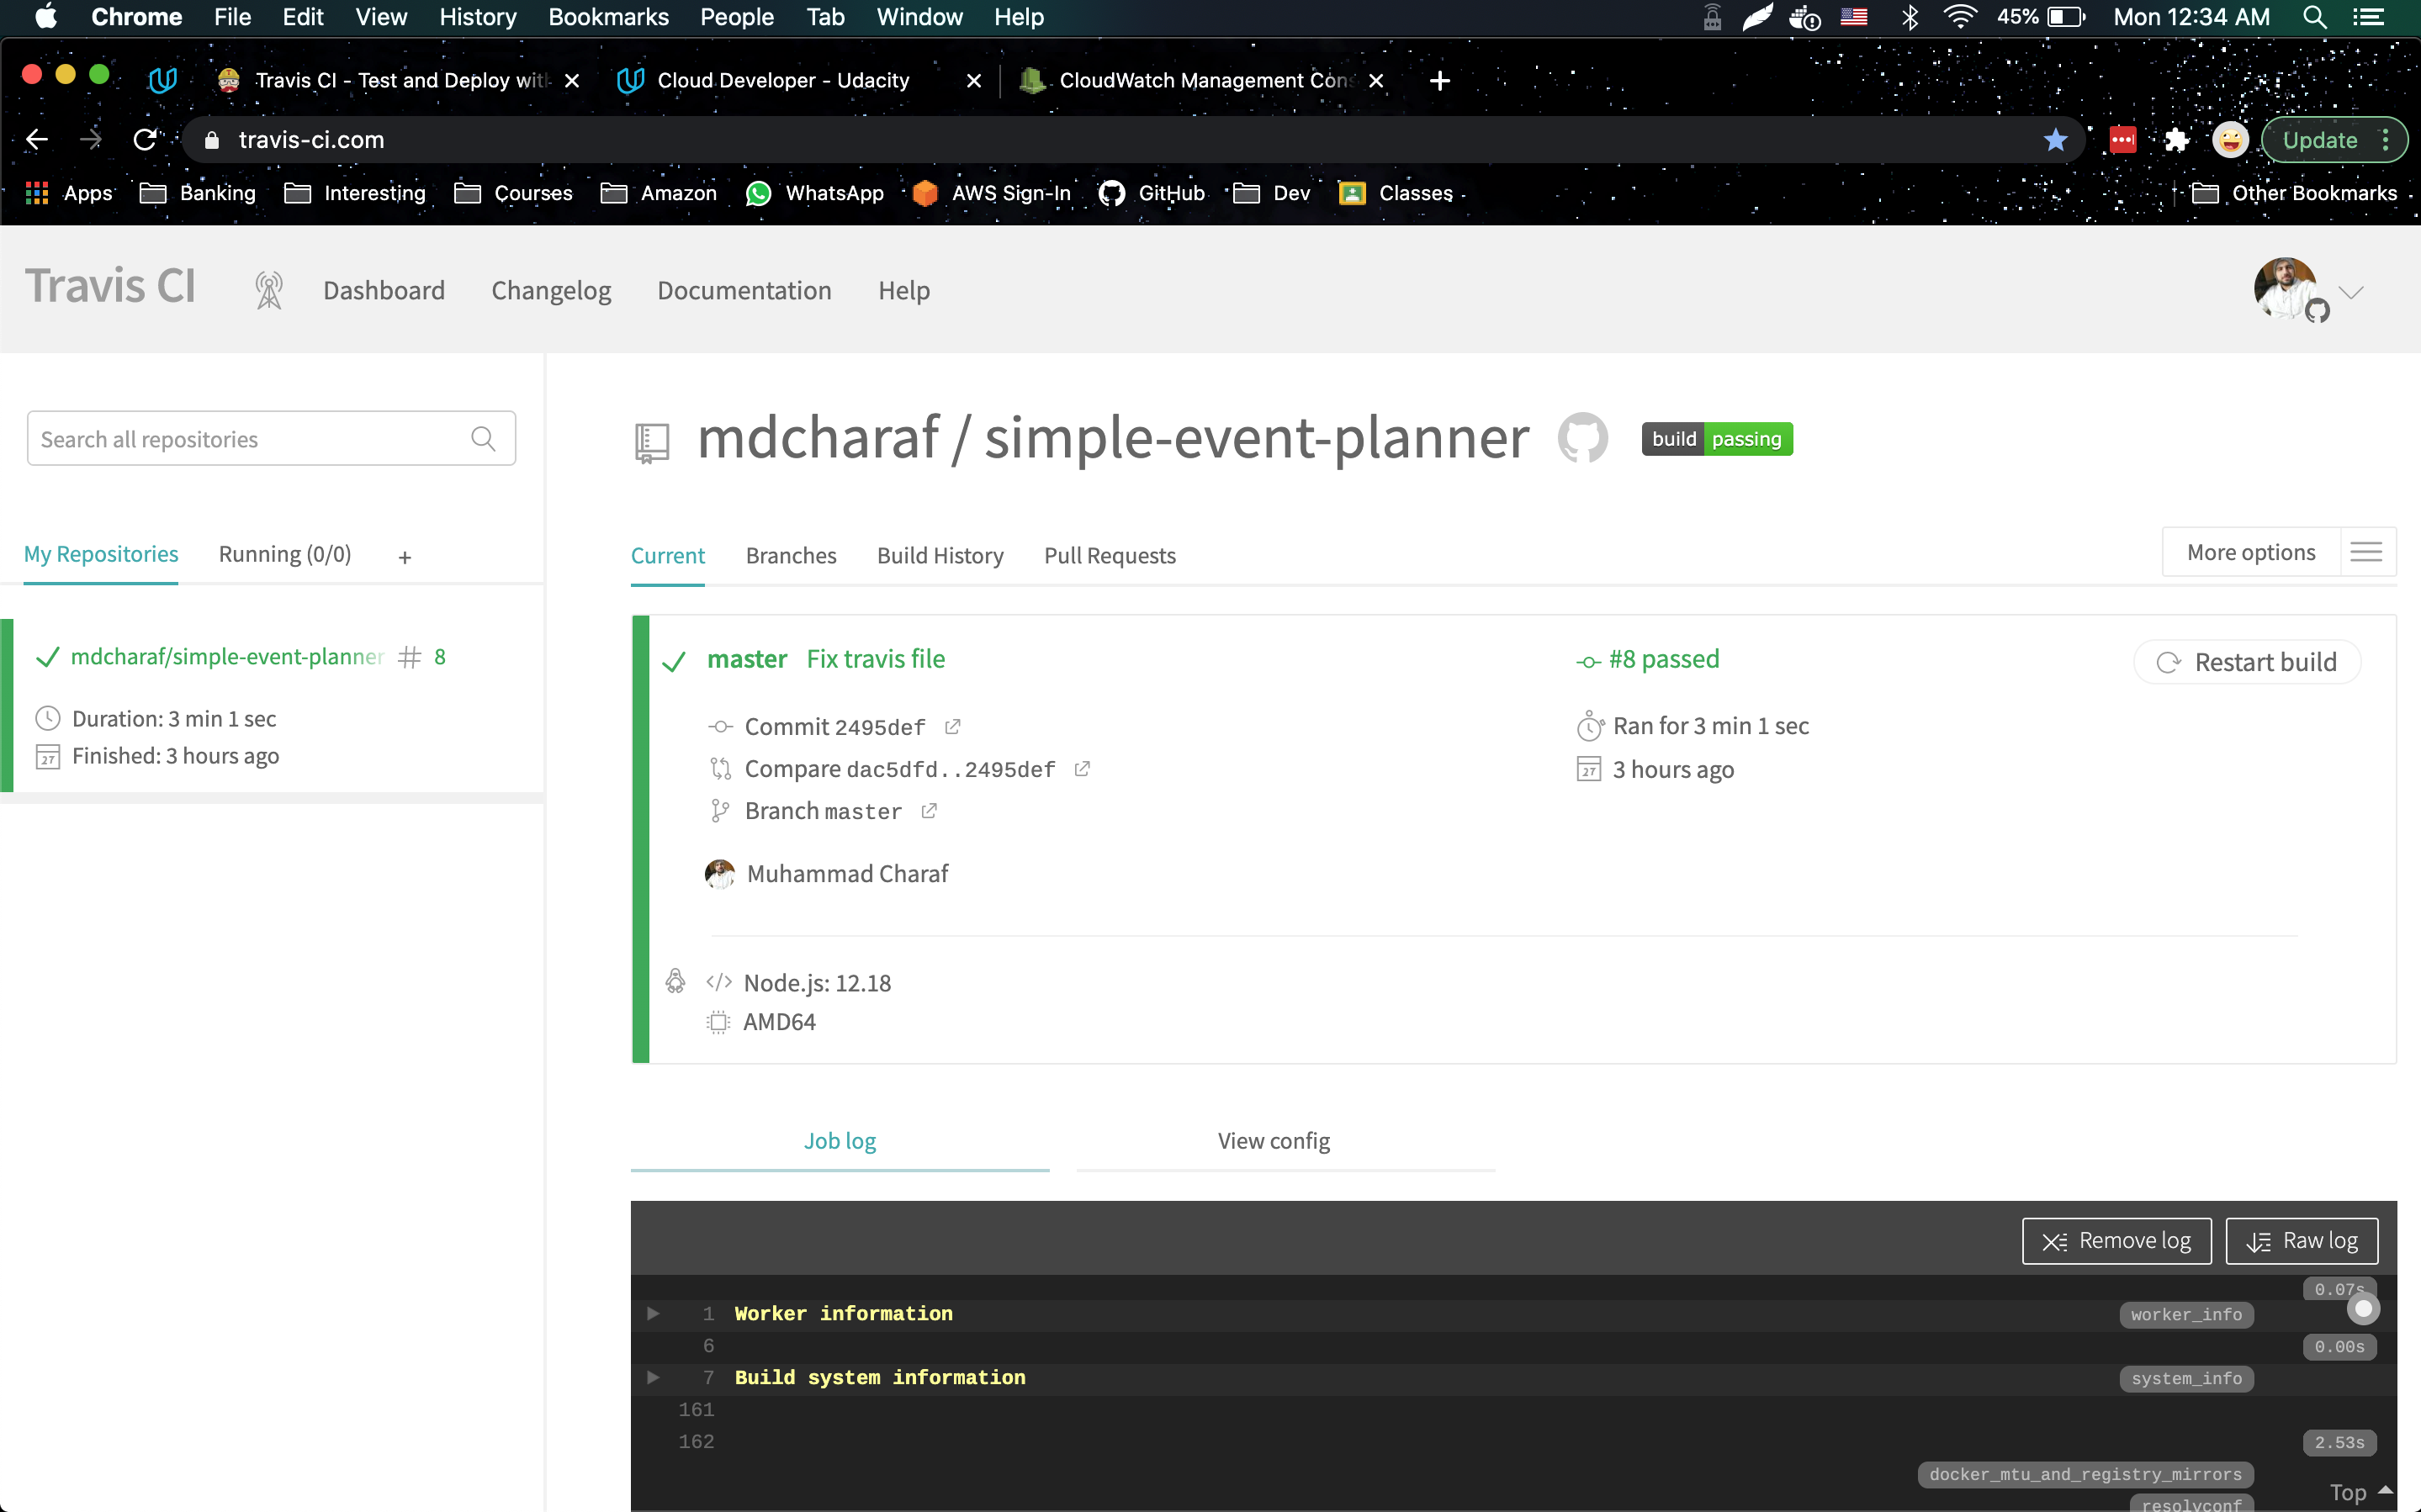 Chrome File Edit View History Bookmarks People Tab Window Help 45% Mon 12:34 AM
Travis CI - Test and Deploy with Cloud Developer - Udacity CloudWatch Management Cons
travis-ci.com Update
Apps Banking Interesting Courses Amazon WhatsApp AWS Sign-In GitHub Dev Classes Other Bookmarks
Travis CI Dashboard Changelog Documentation Help
Search all repositories
mdcharaf / simple-event-planner build passing
My Repositories Running (0/0) +
Current Branches Build History Pull Requests More options
mdcharaf/simple-event-planner # 8
Duration: 3 min 1 sec
27 Finished: 3 hours ago
master Fix travis file #8 passed Restart build
Commit 2495def Ran for 3 min 1 sec
Compare dac5dfd..2495def 27 3 hours ago
Branch master
Muhammad Charaf
</> Node.js: 12.18
AMD64
Job log View config
Remove log Raw log
0.07s
1 Worker information worker_info
6 0.00s
7 Build system information system_info
161
162 2.53s
docker_mtu_and_registry_mirrors
resolvconf
Top